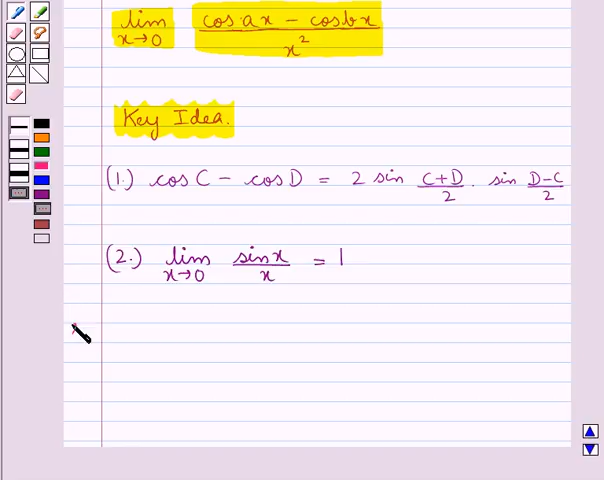 lim x→0 (cos ax − cos bx)/x²
Key Idea.
(1.) cos C − cos D = 2 sin (C+D)/2 . sin (D−C)/2
(2.) lim x→0 sin x/x = 1